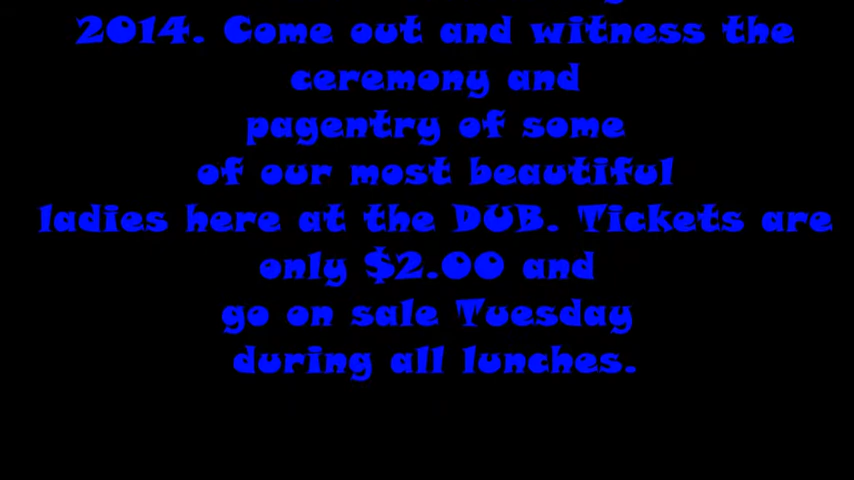 2014. Come out and witness the
ceremony and
pagentry of some
of our most beautiful
ladies here at the DUB. Tickets are
only $2.00 and
go on sale Tuesday
during all lunches.